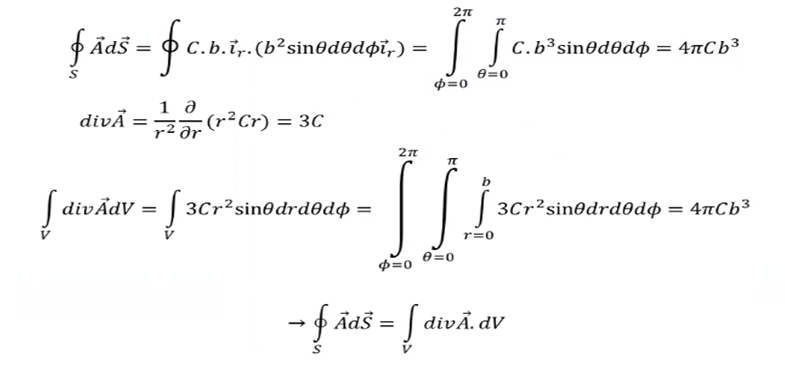 ∮_S A⃗dS⃗ = ∮ C.b.i⃗_r.(b²sinθdθdϕi⃗_r) = ∫_{ϕ=0}^{2π} ∫_{θ=0}^{π} C.b³sinθdθdϕ = 4πCb³
divA⃗ = 1/r² ∂/∂r (r²Cr) = 3C
∫_V divA⃗dV = ∫_V 3Cr²sinθdrdθdϕ = ∫_{ϕ=0}^{2π} ∫_{θ=0}^{π} ∫_{r=0}^{b} 3Cr²sinθdrdθdϕ = 4πCb³
→ ∮_S A⃗dS⃗ = ∫_V divA⃗.dV